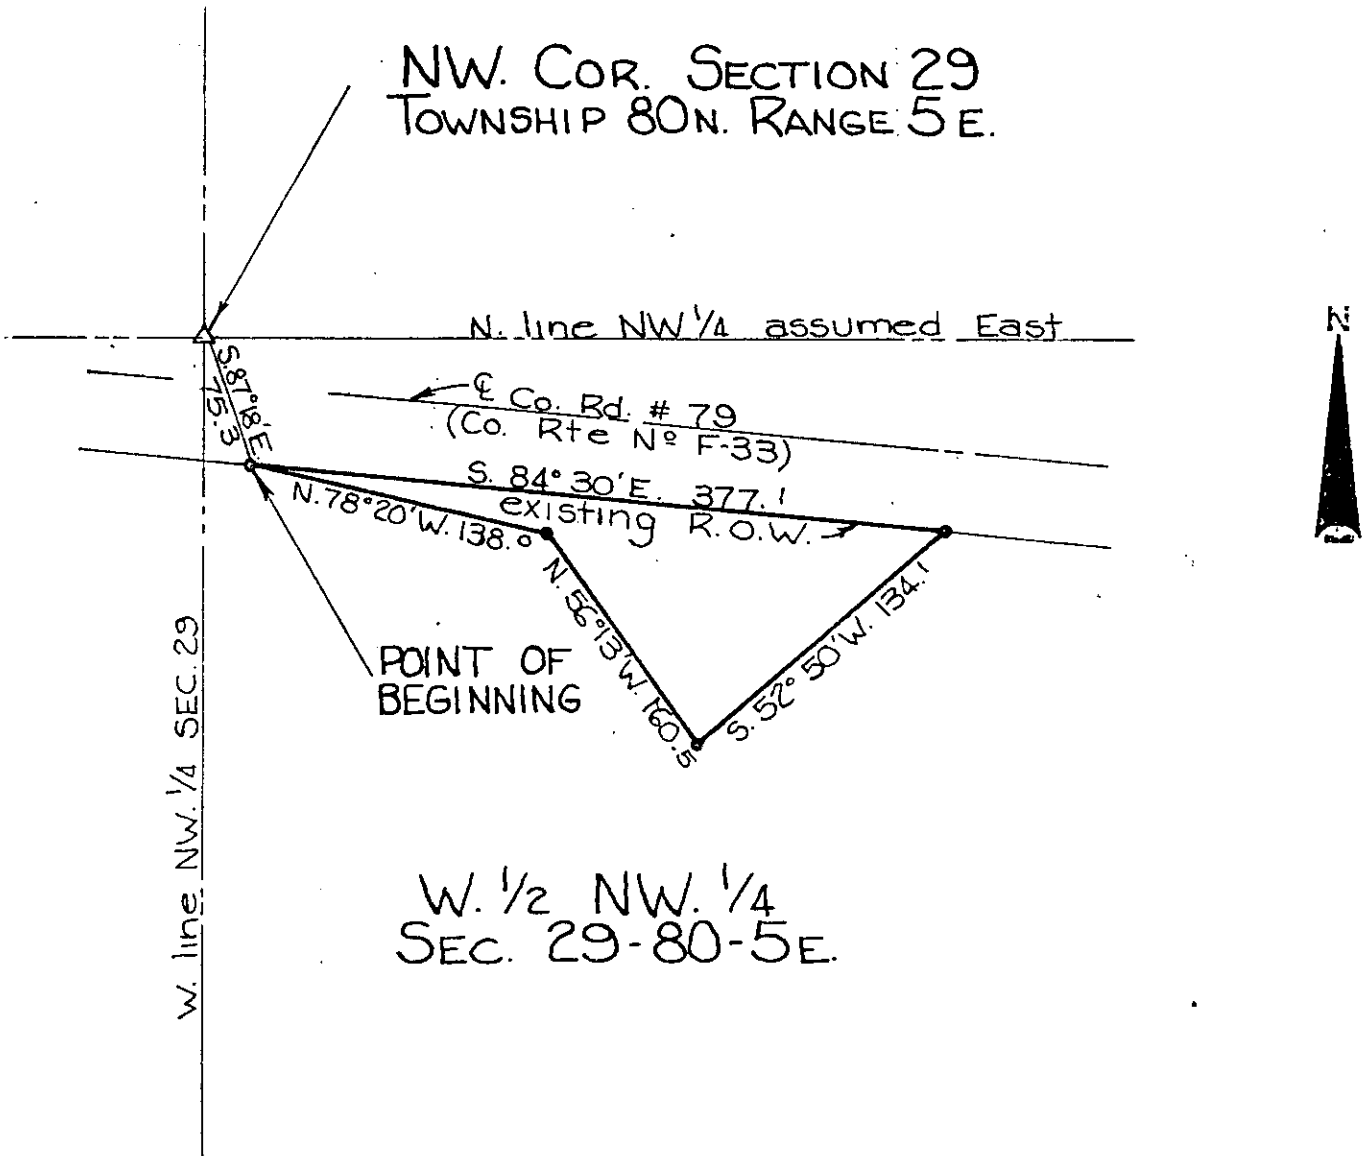 NW. COR. SECTION 29
TOWNSHIP 80N. RANGE 5E.
N. line NW 1/4 assumed East
N
S.87°18'E.
75.3
℄ Co. Rd. # 79
(Co. Rte Nº F-33)
S. 84°30'E. 377.1
existing R.O.W.
N.78°20'W. 138.0
N. 56°13'W. 160.5
S. 52° 50'W. 134.1
POINT OF
BEGINNING
W. line NW. 1/4 SEC. 29
W. 1/2 NW. 1/4
SEC. 29-80-5E.